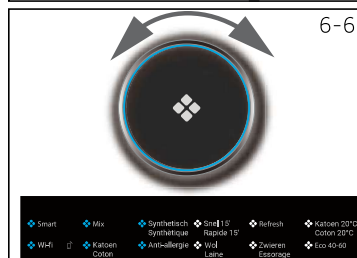 6-6
Smart
Mix
Synthetisch
Synthétique
Snel 15'
Rapide 15'
Refresh
Katoen 20°C
Coton 20°C
Wi-fi
Katoen
Coton
Anti-allergie
Wol
Laine
Zwieren
Essorage
Eco 40-60